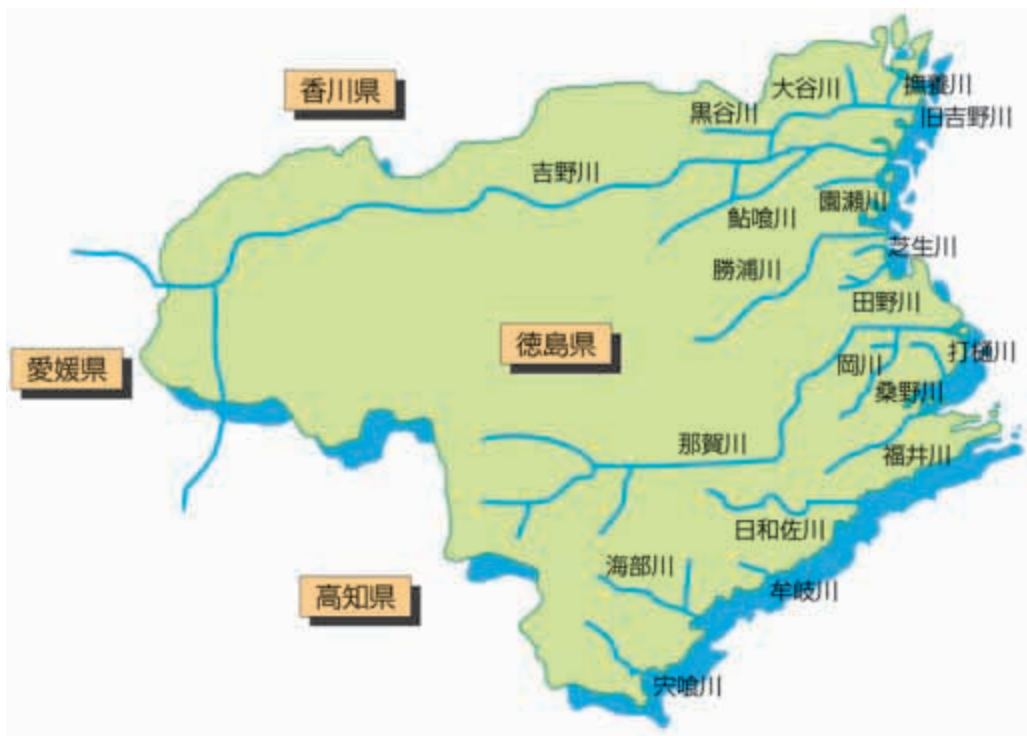 香川県
大谷川
撫養川
黒谷川
旧吉野川
吉野川
園瀬川
鮎喰川
芝生川
勝浦川
田野川
徳島県
打樋川
愛媛県
岡川
桑野川
那賀川
福井川
日和佐川
海部川
牟岐川
高知県
宍喰川